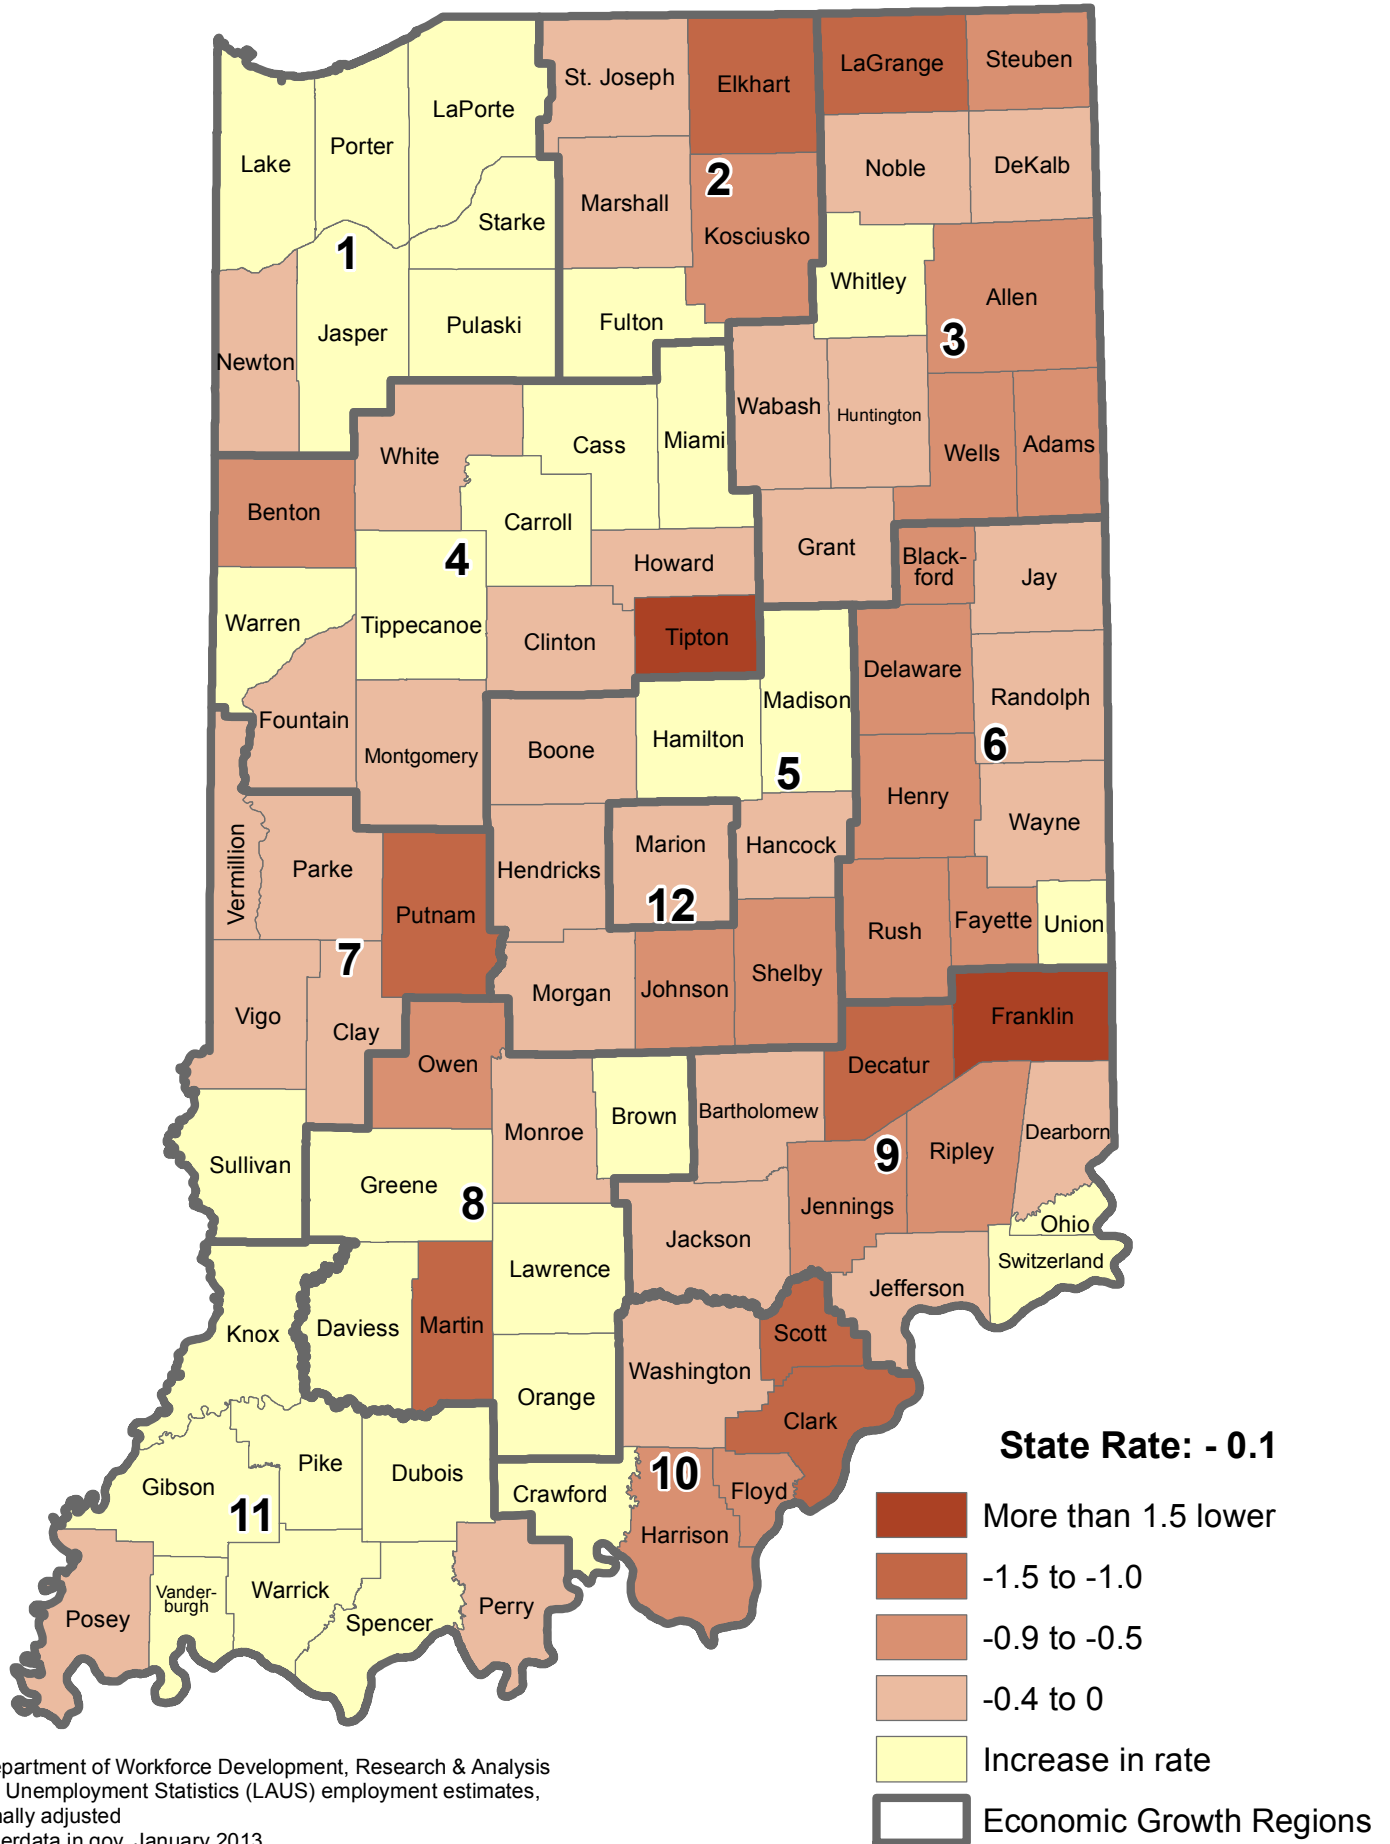 St. Joseph
Elkhart
LaGrange
Steuben
LaPorte
Lake
Porter
Noble
DeKalb
2
Marshall
Starke
Kosciusko
1
Whitley
Allen
Jasper
Pulaski
Fulton
3
Newton
Wabash
Huntington
White
Cass
Miami
Wells
Adams
Benton
Carroll
4
Howard
Grant
Black-
ford
Jay
Warren
Tippecanoe
Clinton
Tipton
Delaware
Madison
Randolph
Fountain
Montgomery
Boone
Hamilton
5
6
Henry
Vermillion
Parke
Hendricks
Marion
Hancock
Wayne
12
Putnam
Rush
Fayette
Union
7
Vigo
Clay
Morgan
Johnson
Shelby
Franklin
Owen
Decatur
Monroe
Brown
Bartholomew
Dearborn
Sullivan
Greene
8
9
Ripley
Jennings
Jackson
Ohio
Switzerland
Lawrence
Jefferson
Knox
Daviess
Martin
Scott
Washington
Orange
Clark
State Rate: - 0.1
Gibson
Pike
Dubois
Crawford
10
Floyd
11
Harrison
More than 1.5 lower
-1.5 to -1.0
Posey
Vander-
burgh
Warrick
Spencer
Perry
-0.9 to -0.5
-0.4 to 0
Increase in rate
Economic Growth Regions
epartment of Workforce Development, Research & Analysis
Unemployment Statistics (LAUS) employment estimates,
nally adjusted
erdata.in.gov, January 2013